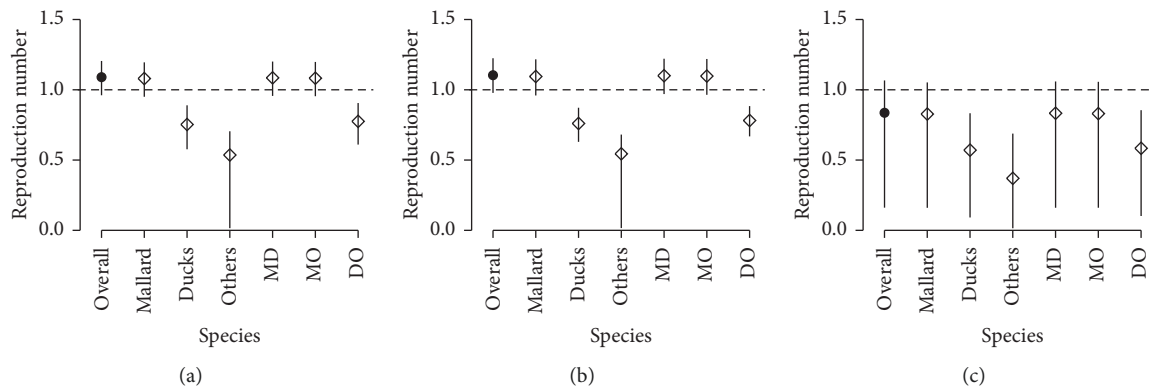 Reproduction number
1.5
1.0
0.5
0.0
Overall
Mallard
Ducks
Others
MD
MO
DO
Species
(a)
Reproduction number
1.5
1.0
0.5
0.0
Overall
Mallard
Ducks
Others
MD
MO
DO
Species
(b)
Reproduction number
1.5
1.0
0.5
0.0
Overall
Mallard
Ducks
Others
MD
MO
DO
Species
(c)